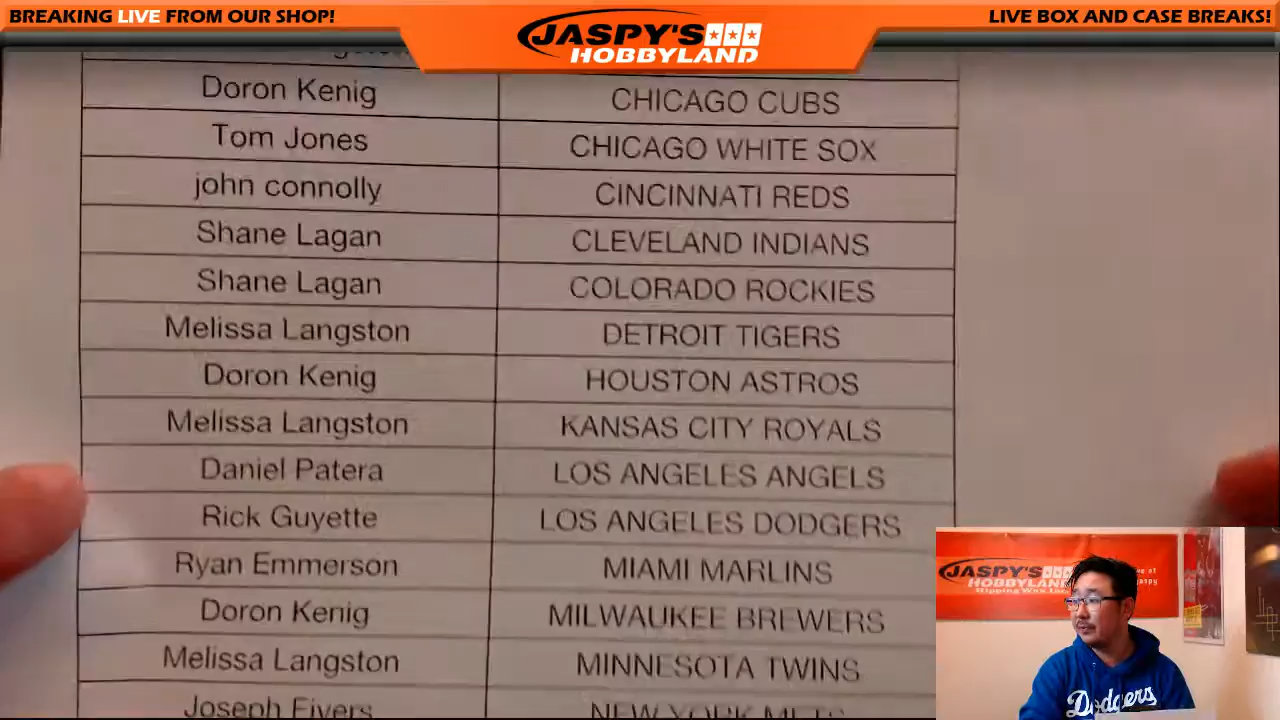 BREAKING LIVE FROM OUR SHOP!
JASPY'S
HOBBYLAND
LIVE BOX AND CASE BREAKS!
Doron Kenig CHICAGO CUBS
Tom Jones CHICAGO WHITE SOX
john connolly CINCINNATI REDS
Shane Lagan CLEVELAND INDIANS
Shane Lagan COLORADO ROCKIES
Melissa Langston DETROIT TIGERS
Doron Kenig HOUSTON ASTROS
Melissa Langston KANSAS CITY ROYALS
Daniel Patera LOS ANGELES ANGELS
Rick Guyette LOS ANGELES DODGERS
Ryan Emmerson MIAMI MARLINS
Doron Kenig MILWAUKEE BREWERS
Melissa Langston MINNESOTA TWINS
Joseph NEW YORK METS
JASPY'S
HOBBYLAND
Dodgers